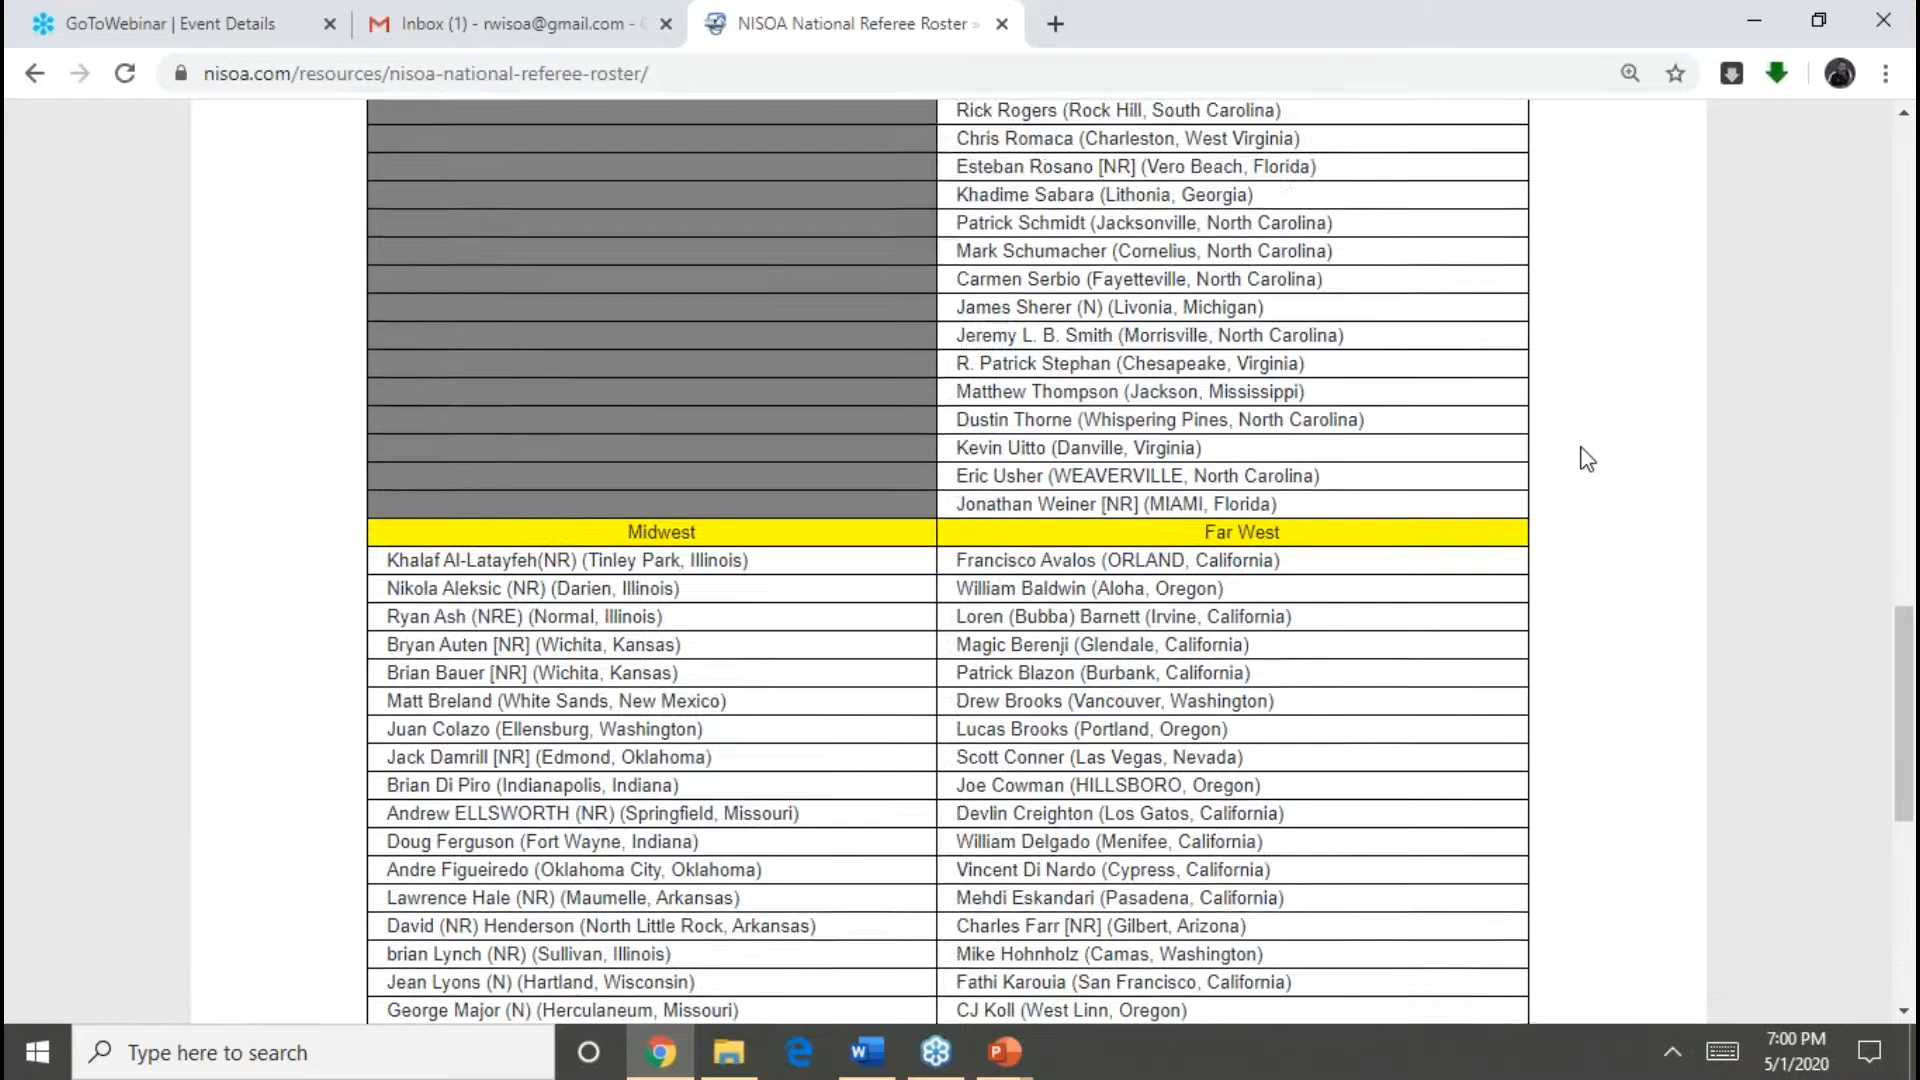 GoToWebinar | Event Details
Inbox (1) - rwisoa@gmail.com -
NISOA National Referee Roster »
nisoa.com/resources/nisoa-national-referee-roster/
Rick Rogers (Rock Hill, South Carolina)
Chris Romaca (Charleston, West Virginia)
Esteban Rosano [NR] (Vero Beach, Florida)
Khadime Sabara (Lithonia, Georgia)
Patrick Schmidt (Jacksonville, North Carolina)
Mark Schumacher (Cornelius, North Carolina)
Carmen Serbio (Fayetteville, North Carolina)
James Sherer (N) (Livonia, Michigan)
Jeremy L. B. Smith (Morrisville, North Carolina)
R. Patrick Stephan (Chesapeake, Virginia)
Matthew Thompson (Jackson, Mississippi)
Dustin Thorne (Whispering Pines, North Carolina)
Kevin Uitto (Danville, Virginia)
Eric Usher (WEAVERVILLE, North Carolina)
Jonathan Weiner [NR] (MIAMI, Florida)
Midwest Far West
Khalaf Al-Latayfeh(NR) (Tinley Park, Illinois) Francisco Avalos (ORLAND, California)
Nikola Aleksic (NR) (Darien, Illinois) William Baldwin (Aloha, Oregon)
Ryan Ash (NRE) (Normal, Illinois) Loren (Bubba) Barnett (Irvine, California)
Bryan Auten [NR] (Wichita, Kansas) Magic Berenji (Glendale, California)
Brian Bauer [NR] (Wichita, Kansas) Patrick Blazon (Burbank, California)
Matt Breland (White Sands, New Mexico) Drew Brooks (Vancouver, Washington)
Juan Colazo (Ellensburg, Washington) Lucas Brooks (Portland, Oregon)
Jack Damrill [NR] (Edmond, Oklahoma) Scott Conner (Las Vegas, Nevada)
Brian Di Piro (Indianapolis, Indiana) Joe Cowman (HILLSBORO, Oregon)
Andrew ELLSWORTH (NR) (Springfield, Missouri) Devlin Creighton (Los Gatos, California)
Doug Ferguson (Fort Wayne, Indiana) William Delgado (Menifee, California)
Andre Figueiredo (Oklahoma City, Oklahoma) Vincent Di Nardo (Cypress, California)
Lawrence Hale (NR) (Maumelle, Arkansas) Mehdi Eskandari (Pasadena, California)
David (NR) Henderson (North Little Rock, Arkansas) Charles Farr [NR] (Gilbert, Arizona)
brian Lynch (NR) (Sullivan, Illinois) Mike Hohnholz (Camas, Washington)
Jean Lyons (N) (Hartland, Wisconsin) Fathi Karouia (San Francisco, California)
George Major (N) (Herculaneum, Missouri) CJ Koll (West Linn, Oregon)
Type here to search
7:00 PM
5/1/2020